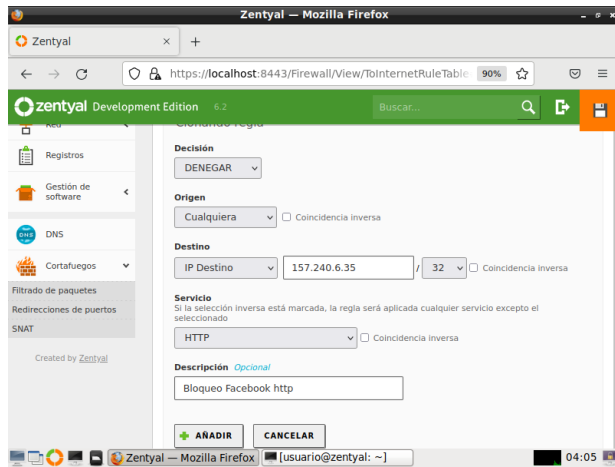 Zentyal — Mozilla Firefox
Zentyal
https://localhost:8443/Firewall/View/ToInternetRuleTable 90%
zentyal Development Edition 6.2 Buscar...
Red
Registros
Gestión de
software
DNS
Cortafuegos
Filtrado de paquetes
Redirecciones de puertos
SNAT
Created by Zentyal
Clonando regla
Decisión
DENEGAR
Origen
Cualquiera Coincidencia inversa
Destino
IP Destino 157.240.6.35 / 32 Coincidencia inversa
Servicio
Si la selección inversa está marcada, la regla será aplicada cualquier servicio excepto el
seleccionado
HTTP Coincidencia inversa
Descripción Opcional
Bloqueo Facebook http
AÑADIR CANCELAR
Zentyal — Mozilla Firefox [usuario@zentyal: ~] 04:05